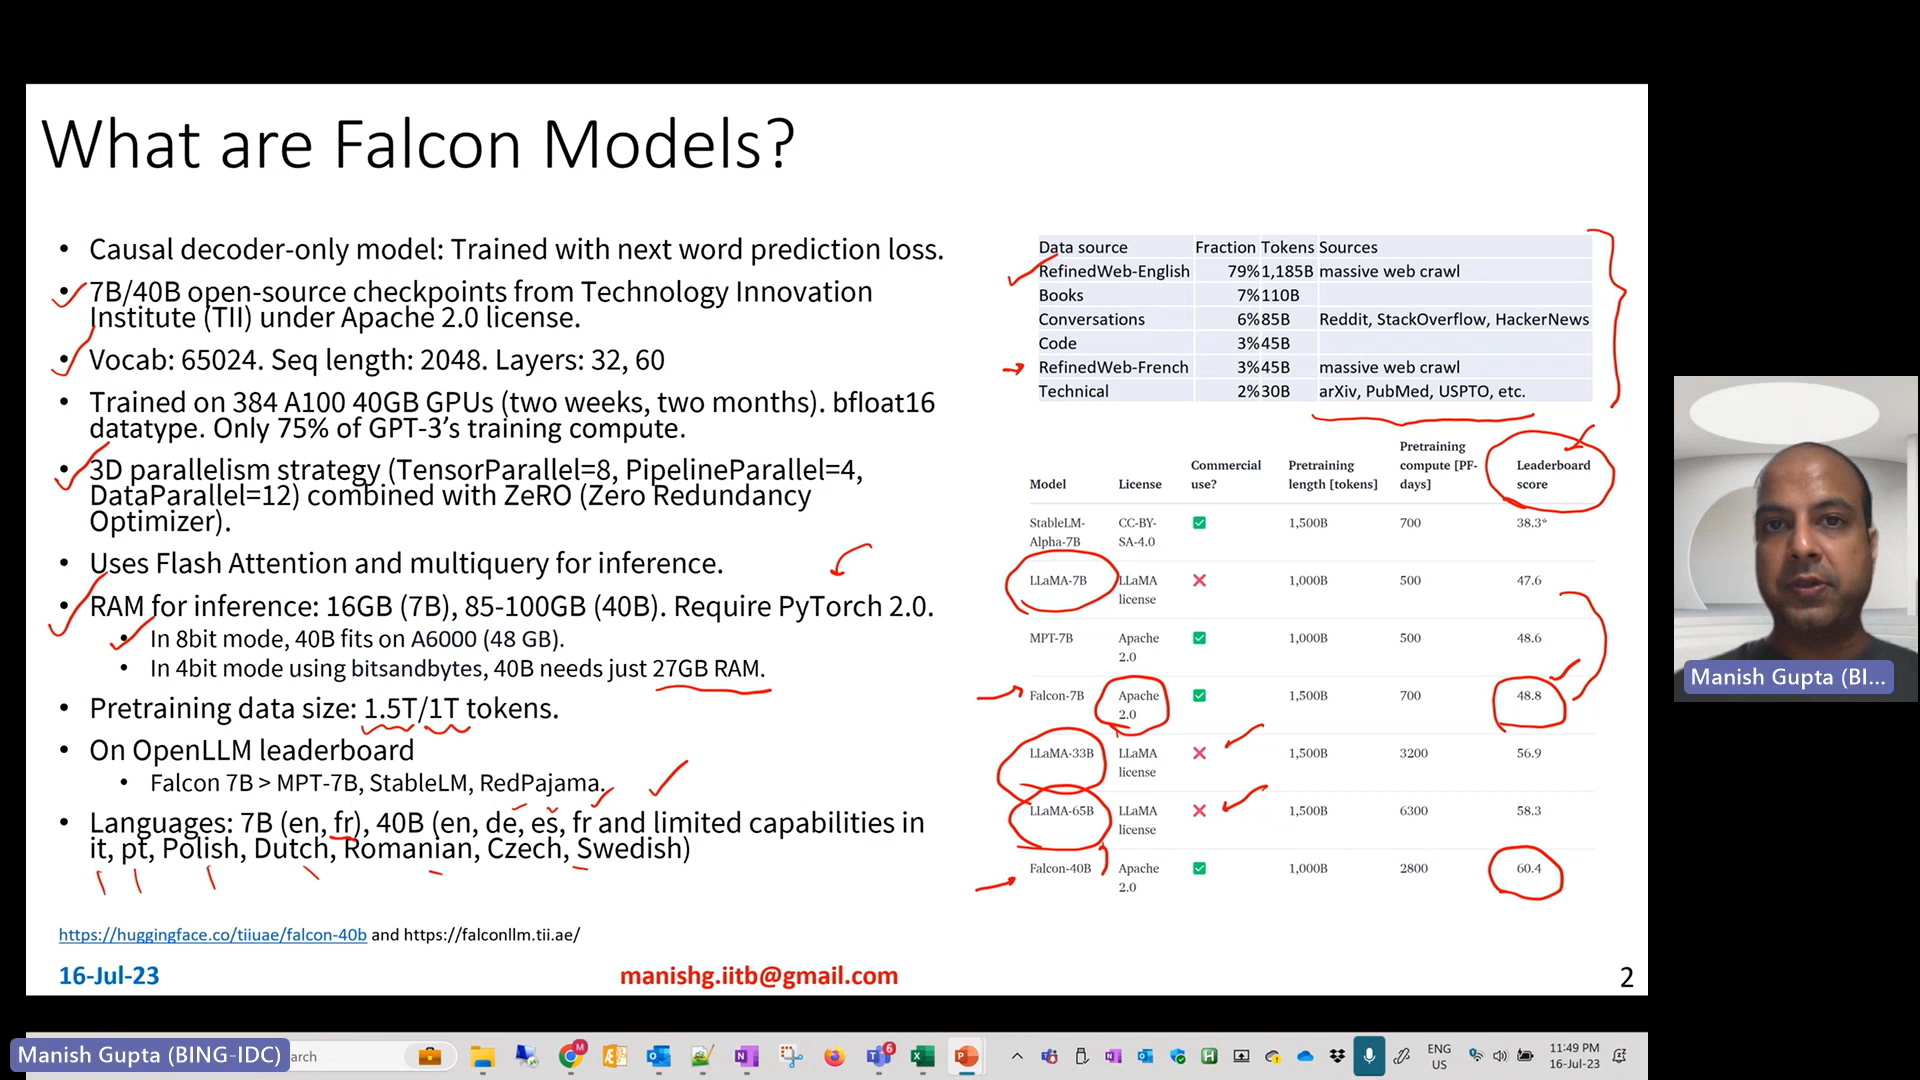 What are Falcon Models?
• Causal decoder-only model: Trained with next word prediction loss.
• 7B/40B open-source checkpoints from Technology Innovation
Institute (TII) under Apache 2.0 license.
• Vocab: 65024. Seq length: 2048. Layers: 32, 60
• Trained on 384 A100 40GB GPUs (two weeks, two months). bfloat16
datatype. Only 75% of GPT-3's training compute.
• 3D parallelism strategy (TensorParallel=8, PipelineParallel=4,
DataParallel=12) combined with ZeRO (Zero Redundancy
Optimizer).
• Uses Flash Attention and multiquery for inference.
• RAM for inference: 16GB (7B), 85-100GB (40B). Require PyTorch 2.0.
• In 8bit mode, 40B fits on A6000 (48 GB).
• In 4bit mode using bitsandbytes, 40B needs just 27GB RAM.
• Pretraining data size: 1.5T/1T tokens.
• On OpenLLM leaderboard
• Falcon 7B > MPT-7B, StableLM, RedPajama.
• Languages: 7B (en, fr), 40B (en, de, es, fr and limited capabilities in
it, pt, Polish, Dutch, Romanian, Czech, Swedish)
https://huggingface.co/tiiuae/falcon-40b and https://falconllm.tii.ae/
16-Jul-23 manishg.iitb@gmail.com 2
Data source Fraction Tokens Sources
RefinedWeb-English 79% 1,185B massive web crawl
Books 7% 110B
Conversations 6% 85B Reddit, StackOverflow, HackerNews
Code 3% 45B
RefinedWeb-French 3% 45B massive web crawl
Technical 2% 30B arXiv, PubMed, USPTO, etc.
Model License Commercial use? Pretraining length [tokens] Pretraining compute [PF-days] Leaderboard score
StableLM-Alpha-7B CC-BY-SA-4.0 1,500B 700 38.3*
LLaMA-7B LLaMA license 1,000B 500 47.6
MPT-7B Apache 2.0 1,000B 500 48.6
Falcon-7B Apache 2.0 1,500B 700 48.8
LLaMA-33B LLaMA license 1,500B 3200 56.9
LLaMA-65B LLaMA license 1,500B 6300 58.3
Falcon-40B Apache 2.0 1,000B 2800 60.4
Manish Gupta (BI...
Manish Gupta (BING-IDC)
arch
M
6
ENG
US
11:49 PM
16-Jul-23